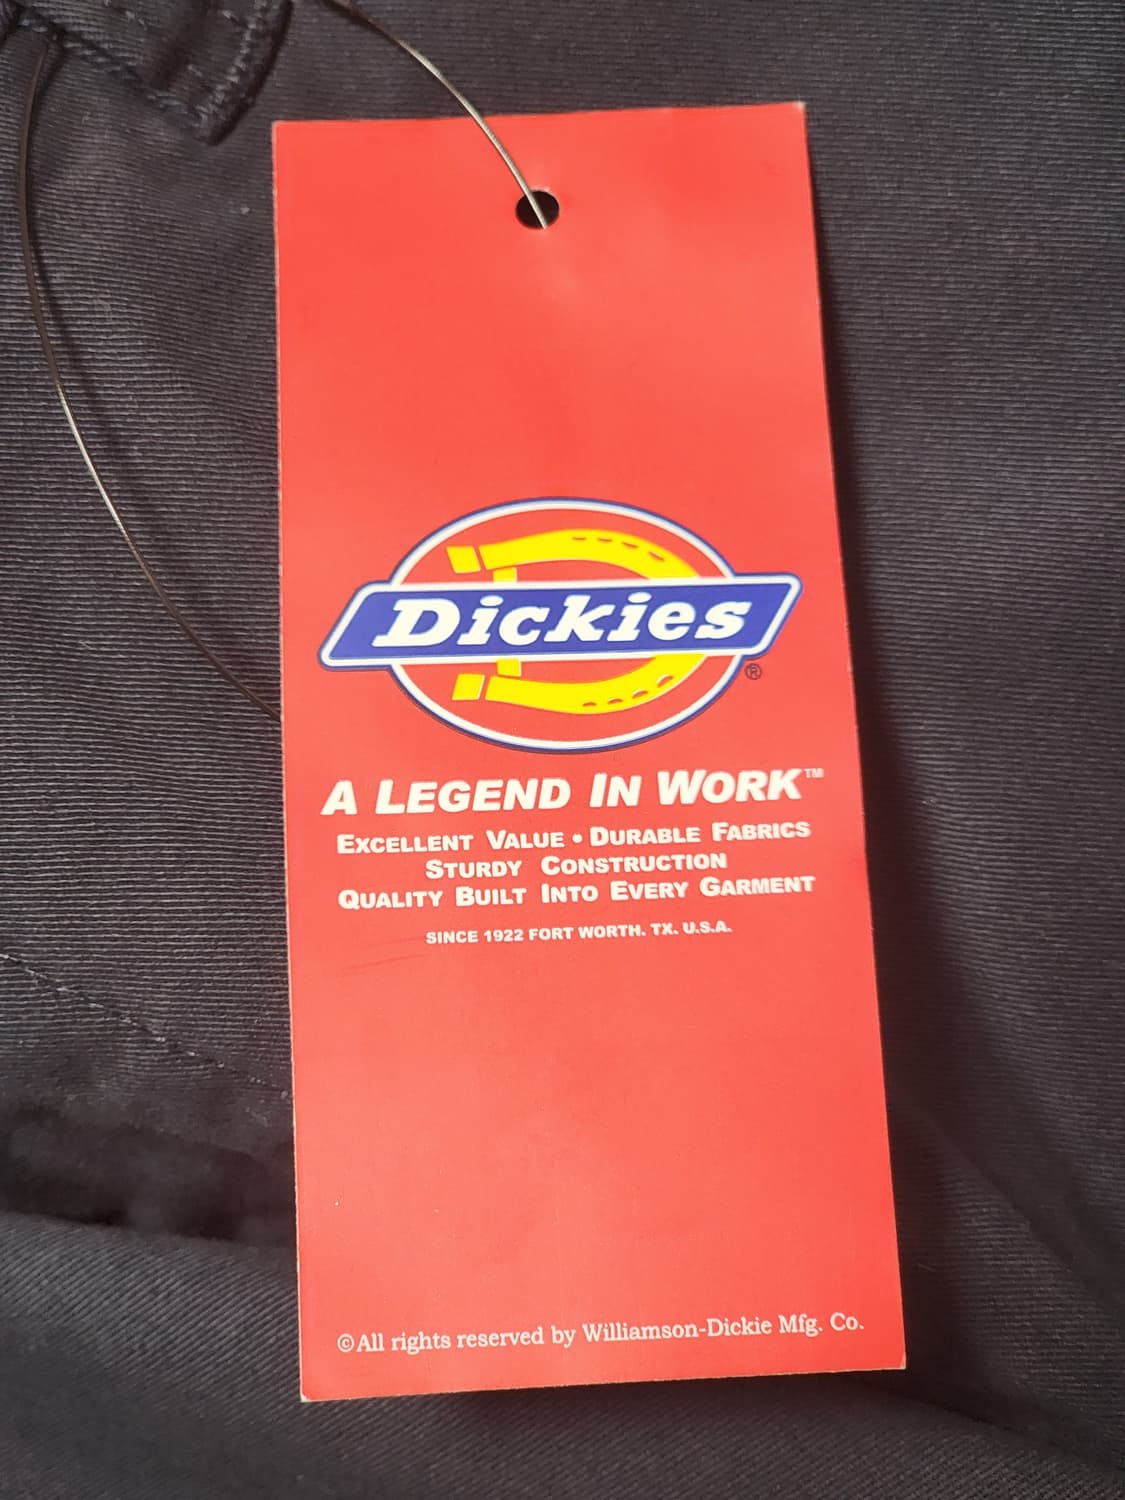 Dickies
®
A LEGEND IN WORK™
EXCELLENT VALUE • DURABLE FABRICS
STURDY CONSTRUCTION
QUALITY BUILT INTO EVERY GARMENT
SINCE 1922 FORT WORTH. TX. U.S.A.
©All rights reserved by Williamson-Dickie Mfg. Co.